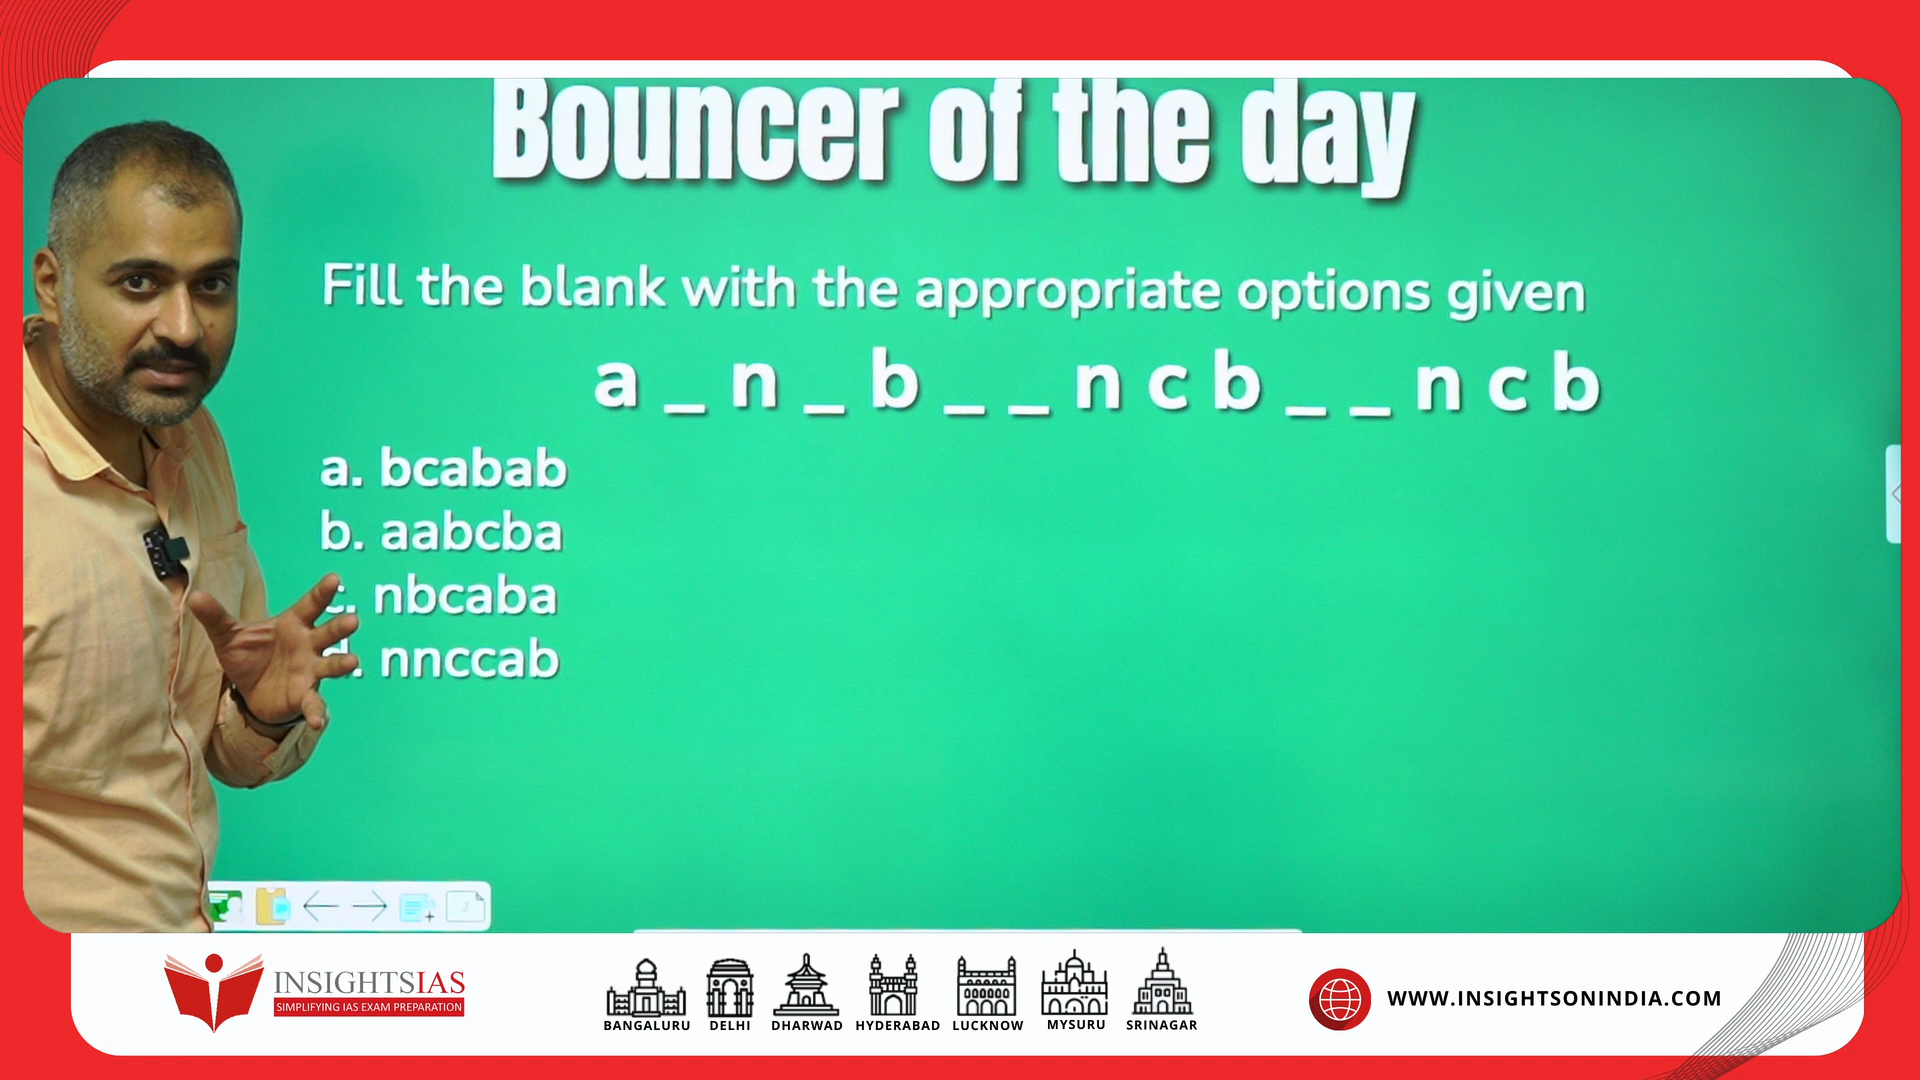 Bouncer of the day
Fill the blank with the appropriate options given
a _ n _ b _ _ n c b _ _ n c b
a. bcabab
b. aabcba
c. nbcaba
d. nnccab
INSIGHTSIAS
SIMPLIFYING IAS EXAM PREPARATION
BANGALURU DELHI DHARWAD HYDERABAD LUCKNOW MYSURU SRINAGAR
WWW.INSIGHTSONINDIA.COM